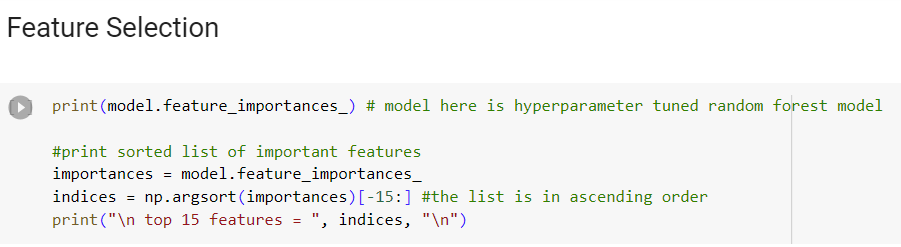 Feature Selection
print(model.feature_importances_) # model here is hyperparameter tuned random forest model
#print sorted list of important features
importances = model.feature_importances_
indices = np.argsort(importances)[-15:] #the list is in ascending order
print("\n top 15 features = ", indices, "\n")